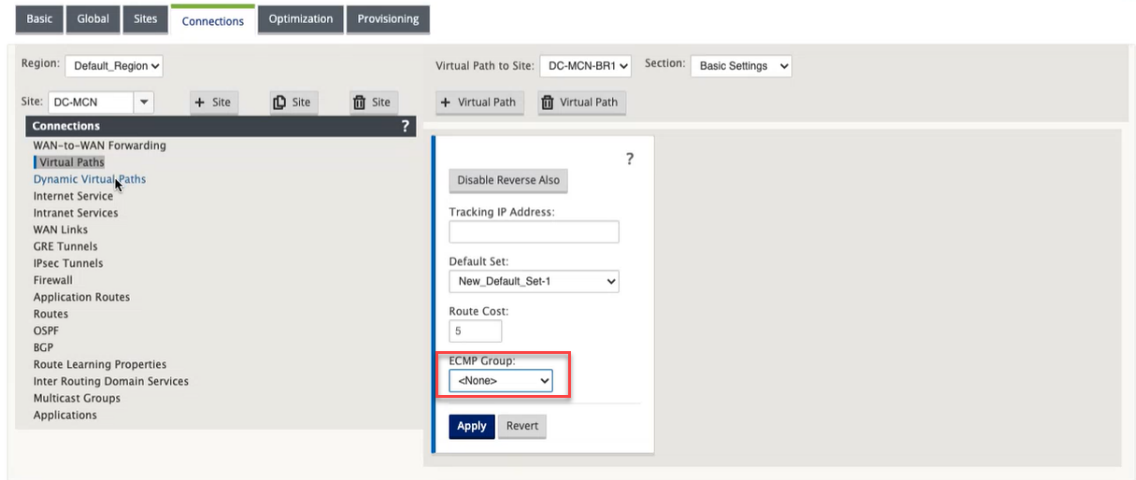 Basic Global Sites Connections Optimization Provisioning
Region: Default_Region
Site: DC-MCN + Site Site Site
Connections ?
WAN-to-WAN Forwarding
Virtual Paths
Dynamic Virtual Paths
Internet Service
Intranet Services
WAN Links
GRE Tunnels
IPsec Tunnels
Firewall
Application Routes
Routes
OSPF
BGP
Route Learning Properties
Inter Routing Domain Services
Multicast Groups
Applications
Virtual Path to Site: DC-MCN-BR1 Section: Basic Settings
+ Virtual Path Virtual Path
?
Disable Reverse Also
Tracking IP Address:
Default Set:
New_Default_Set-1
Route Cost:
5
ECMP Group:
<None>
Apply Revert